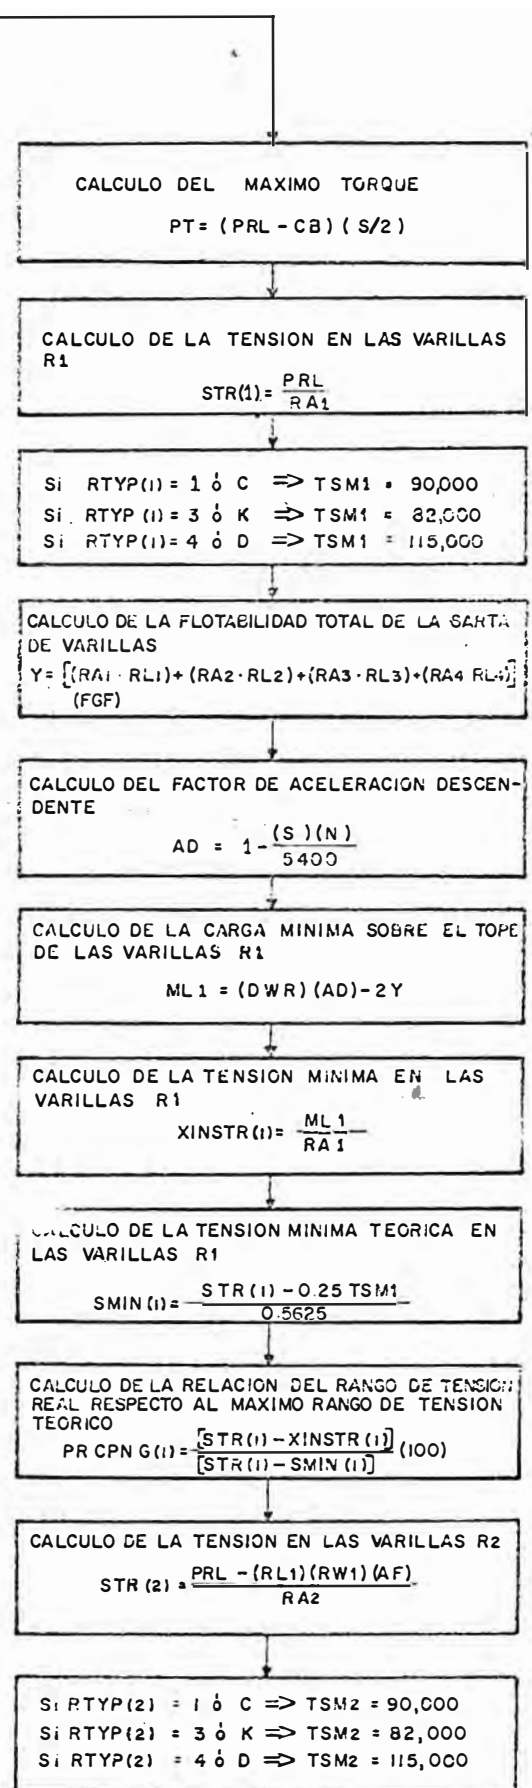 CALCULO DEL MAXIMO TORQUE
PT = (PRL - CB) (S/2)
CALCULO DE LA TENSION EN LAS VARILLAS
R1
STR(1) = PRL
RA1
Si RTYP(1) = 1 ó C => TSM1 = 90,000
Si RTYP(1) = 3 ó K => TSM1 = 82,000
Si RTYP(1) = 4 ó D => TSM1 = 115,000
CALCULO DE LA FLOTABILIDAD TOTAL DE LA SARTA
DE VARILLAS
Y = [(RA1·RL1)+(RA2·RL2)+(RA3·RL3)+(RA4 RL4)]
(FGF)
CALCULO DEL FACTOR DE ACELERACION DESCEN-
DENTE
AD = 1 - (S)(N)
5400
CALCULO DE LA CARGA MINIMA SOBRE EL TOPE
DE LAS VARILLAS R1
ML1 = (DWR) (AD) - 2Y
CALCULO DE LA TENSION MINIMA EN LAS
VARILLAS R1
XINSTR(1) = ML1
RA1
CALCULO DE LA TENSION MINIMA TEORICA EN
LAS VARILLAS R1
SMIN(1) = STR(1) - 0.25 TSM1
0.5625
CALCULO DE LA RELACION DEL RANGO DE TENSION
REAL RESPECTO AL MAXIMO RANGO DE TENSION
TEORICO
PRCPNG(1) = [STR(1) - XINSTR(1)] (100)
[STR(1) - SMIN(1)]
CALCULO DE LA TENSION EN LAS VARILLAS R2
STR(2) = PRL - (RL1)(RW1)(AF)
RA2
Si RTYP(2) = 1 ó C => TSM2 = 90,000
Si RTYP(2) = 3 ó K => TSM2 = 82,000
Si RTYP(2) = 4 ó D => TSM2 = 115,000